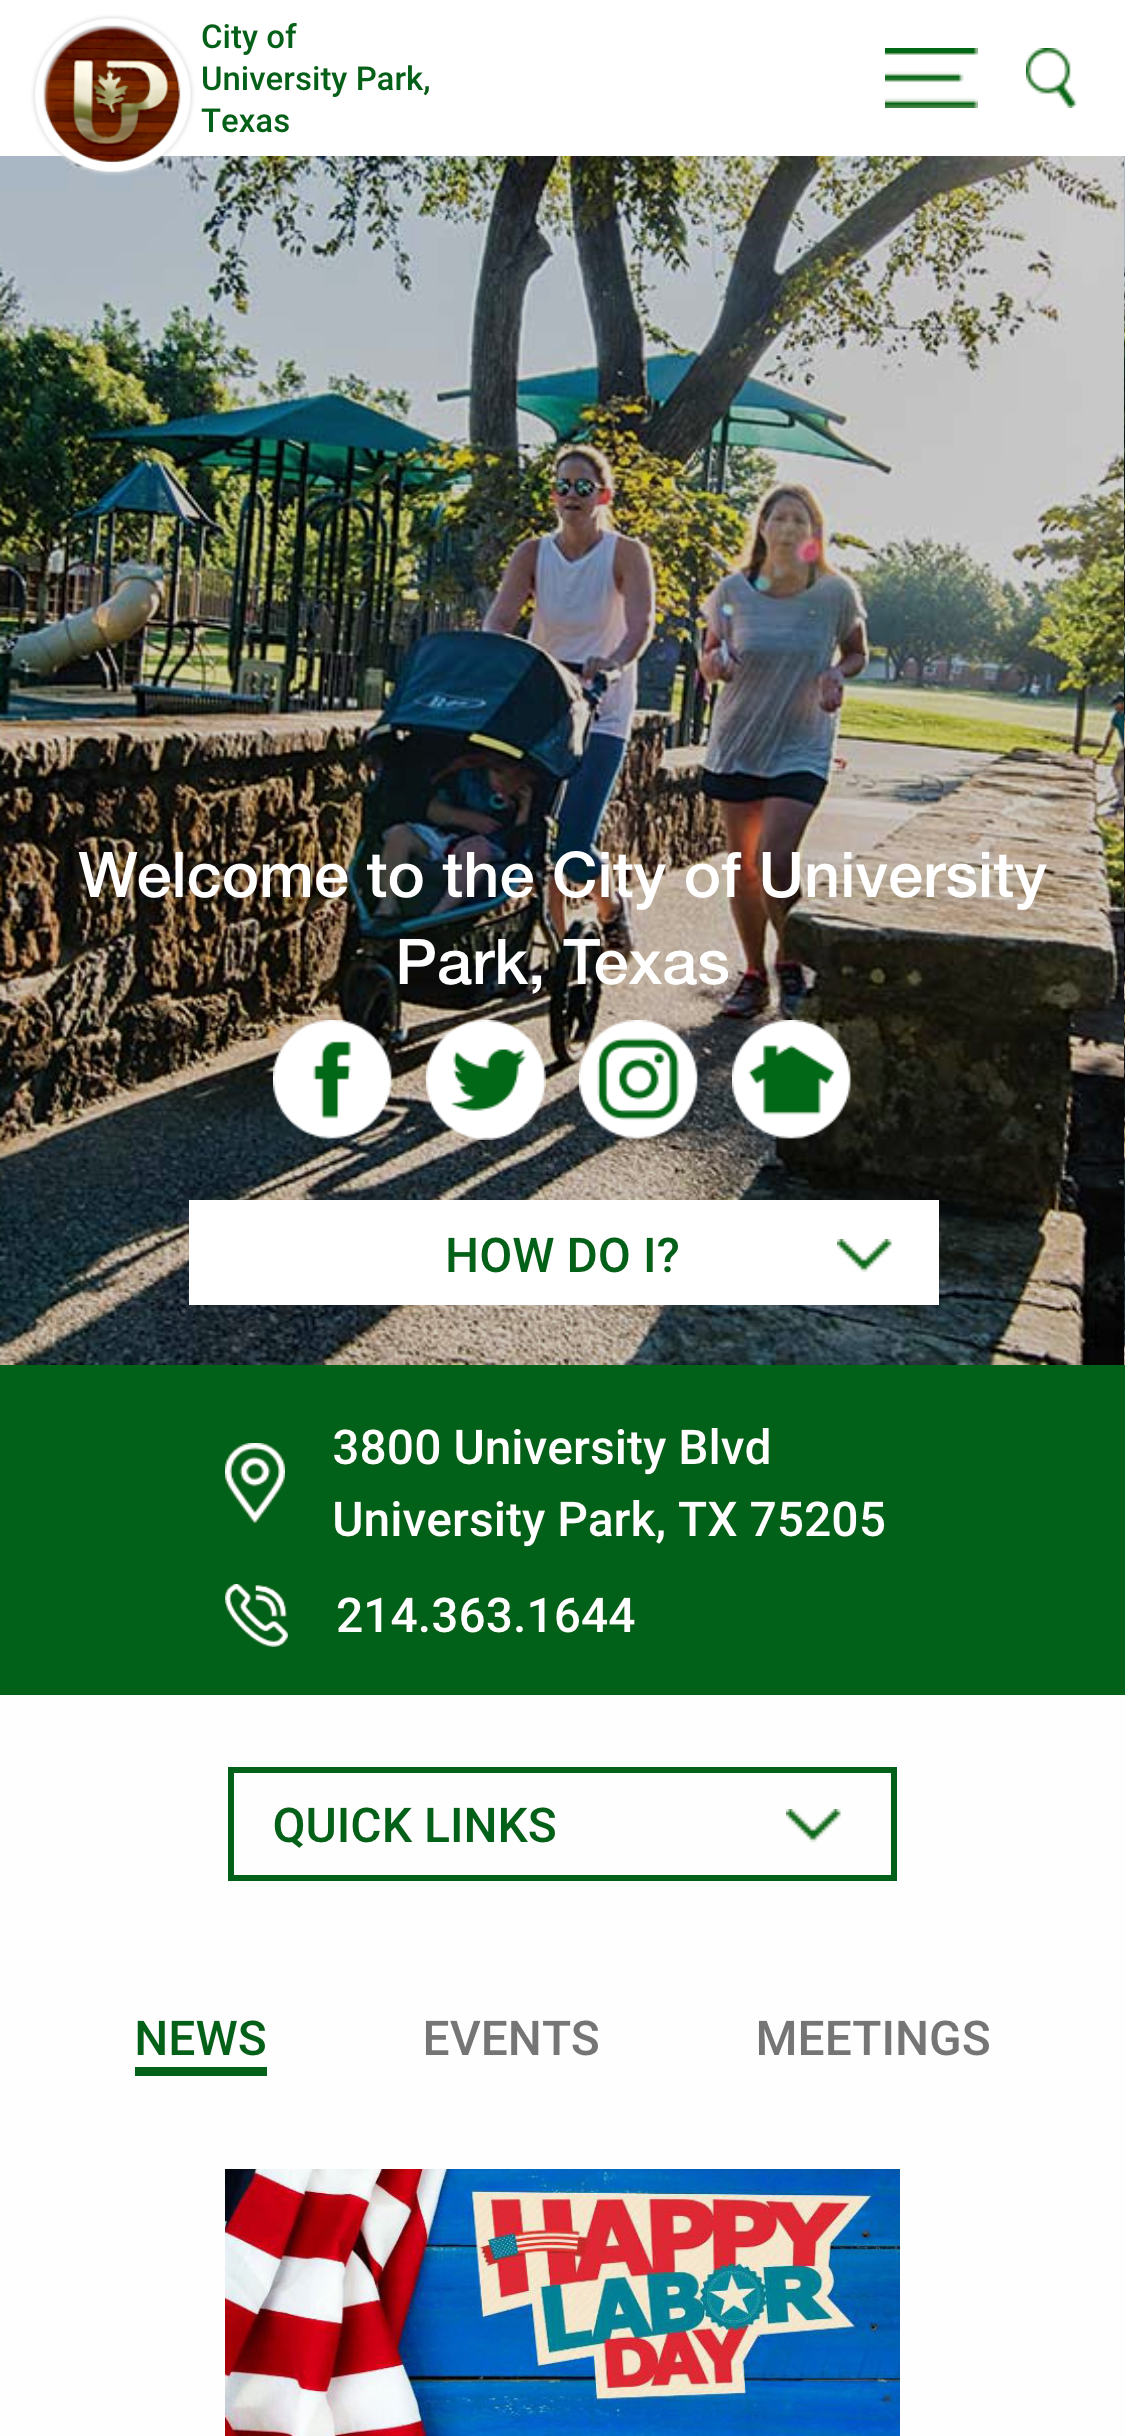 City of
University Park,
Texas
Welcome to the City of University
Park, Texas
HOW DO I?
3800 University Blvd
University Park, TX 75205
214.363.1644
QUICK LINKS
NEWS
EVENTS
MEETINGS
HAPPY
LABOR
DAY